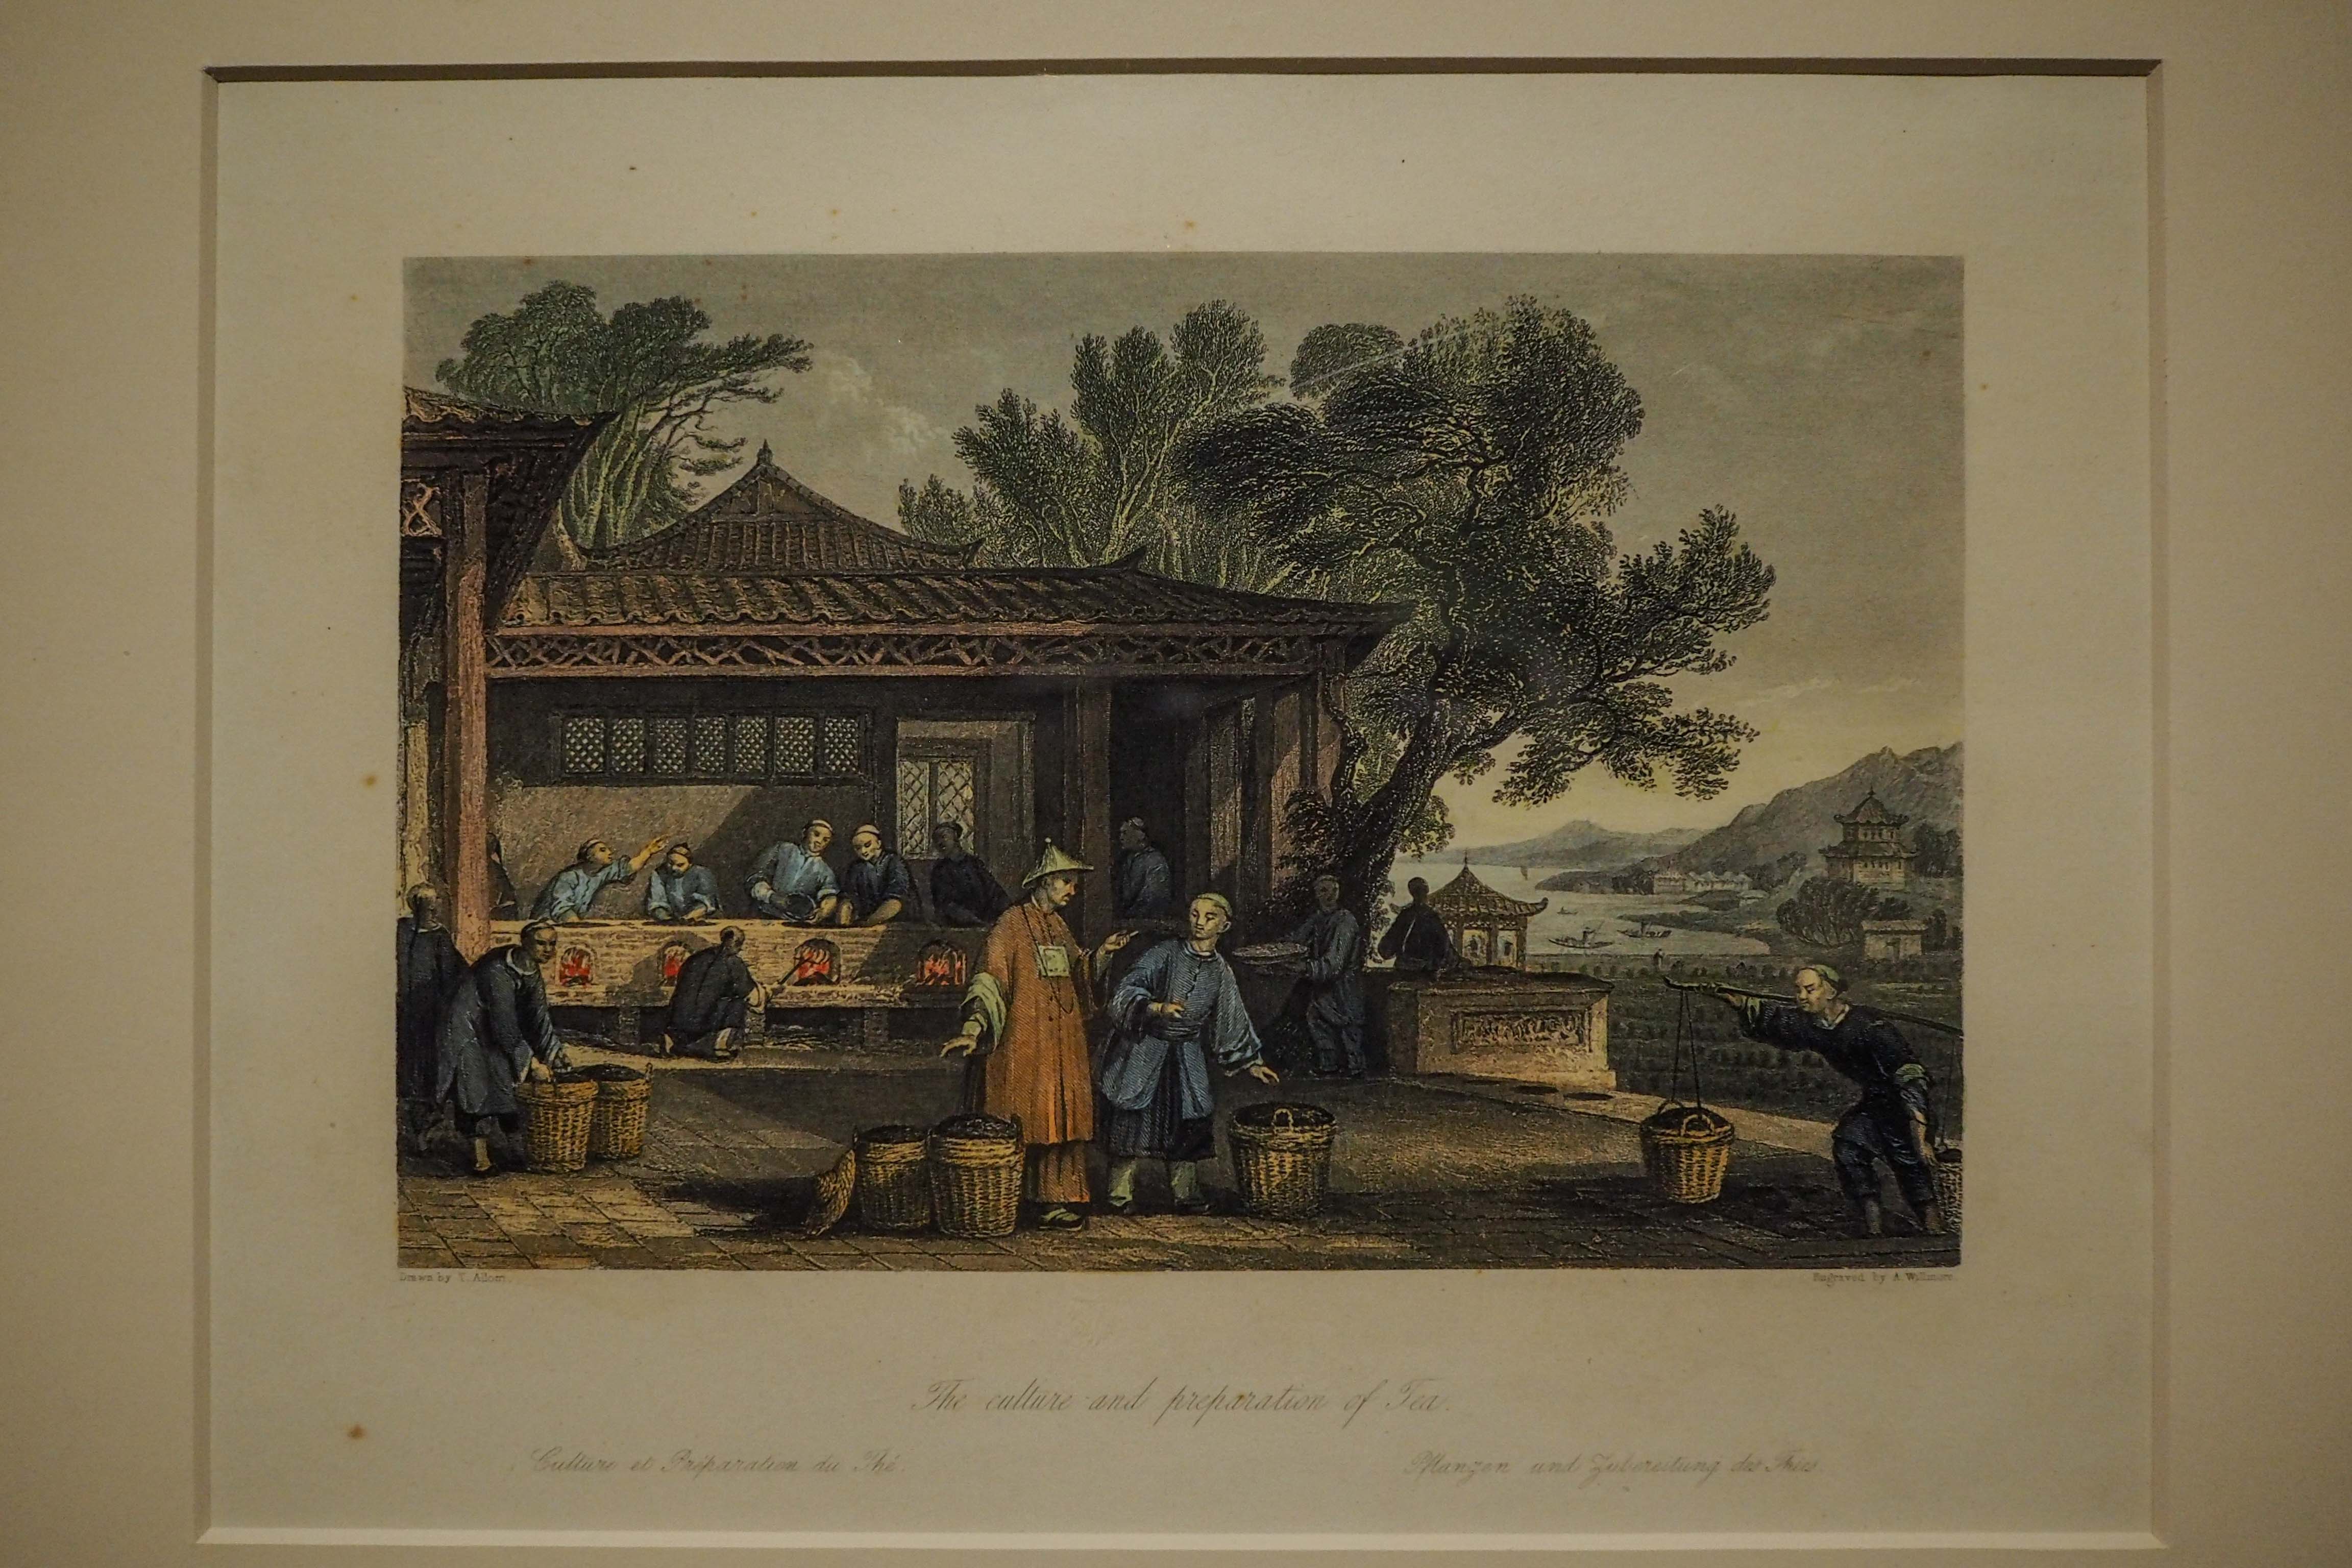 Drawn by T. Allom.
Engraved by A. Willmore.
The culture and preparation of Tea.
Culture et Préparation du Thé.
Pflanzen und Zubereitung des Thees.